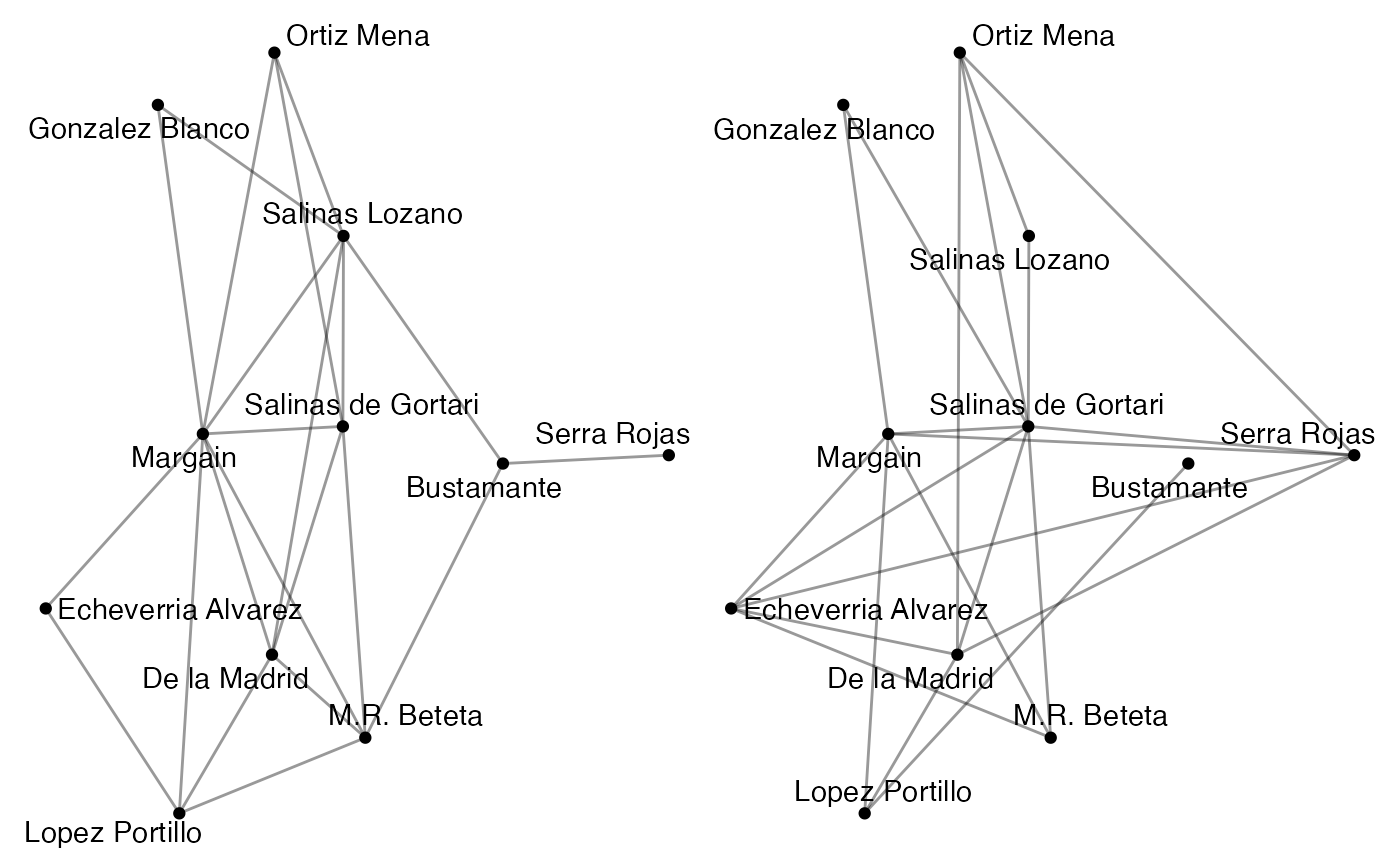 Ortiz Mena
Gonzalez Blanco
Salinas Lozano
Salinas de Gortari
Serra Rojas
Margain
Bustamante
Echeverria Alvarez
De la Madrid
M.R. Beteta
Lopez Portillo
Ortiz Mena
Gonzalez Blanco
Salinas Lozano
Salinas de Gortari
Serra Rojas
Margain
Bustamante
Echeverria Alvarez
De la Madrid
M.R. Beteta
Lopez Portillo